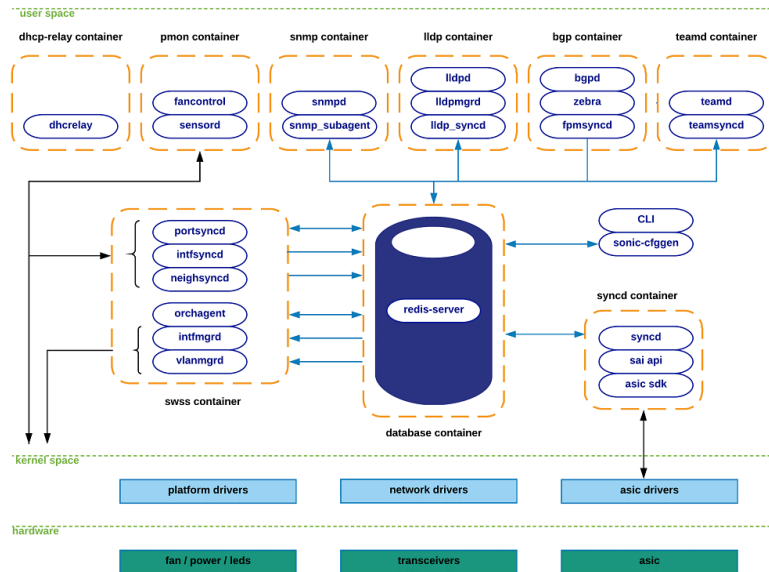 user space
dhcp-relay container
pmon container
snmp container
lldp container
bgp container
teamd container
dhcrelay
fancontrol
sensord
snmpd
snmp_subagent
lldpd
lldpmgrd
lldp_syncd
bgpd
zebra
fpmsyncd
teamd
teamsyncd
portsyncd
intfsyncd
neighsyncd
orchagent
intfmgrd
vlanmgrd
swss container
redis-server
database container
CLI
sonic-cfggen
syncd container
syncd
sai api
asic sdk
kernel space
platform drivers
network drivers
asic drivers
hardware
fan / power / leds
transceivers
asic